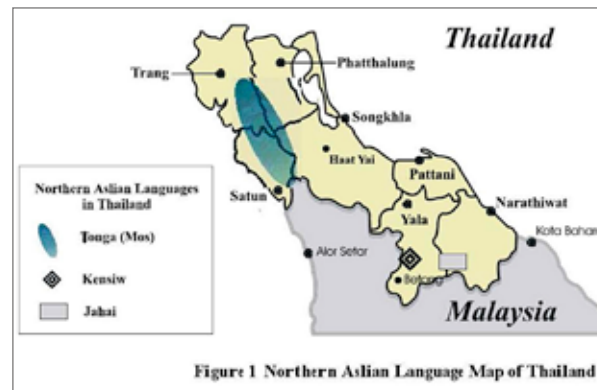 Thailand
Trang
Phatthalung
Songkhla
Haat Yai
Pattani
Satun
Yala
Narathiwat
Kota Baharu
Alor Setar
Betong
Malaysia
Northern Aslian Languages
in Thailand
Tonga (Mos)
Kensiw
Jahai
Figure 1 Northern Aslian Language Map of Thailand